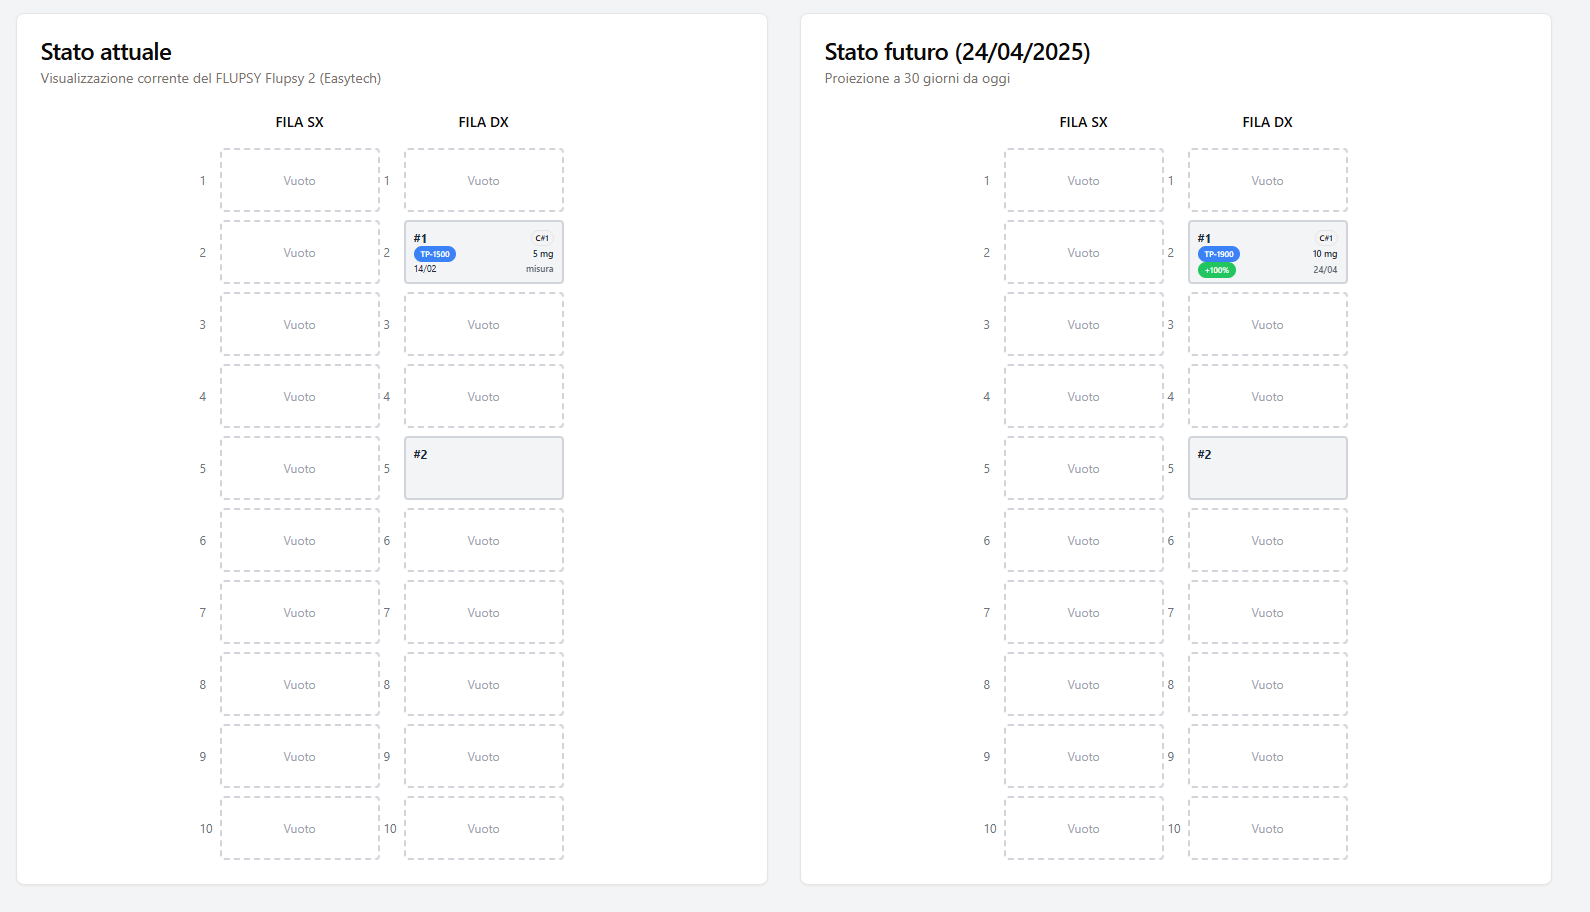 Stato attuale
Visualizzazione corrente del FLUPSY Flupsy 2 (Easytech)
FILA SX FILA DX
1 Vuoto 1 Vuoto
2 Vuoto 2 #1 C#1
TP-1500 5 mg
14/02 misura
3 Vuoto 3 Vuoto
4 Vuoto 4 Vuoto
5 Vuoto 5 #2
6 Vuoto 6 Vuoto
7 Vuoto 7 Vuoto
8 Vuoto 8 Vuoto
9 Vuoto 9 Vuoto
10 Vuoto 10 Vuoto
Stato futuro (24/04/2025)
Proiezione a 30 giorni da oggi
FILA SX FILA DX
1 Vuoto 1 Vuoto
2 Vuoto 2 #1 C#1
TP-1900 10 mg
+100% 24/04
3 Vuoto 3 Vuoto
4 Vuoto 4 Vuoto
5 Vuoto 5 #2
6 Vuoto 6 Vuoto
7 Vuoto 7 Vuoto
8 Vuoto 8 Vuoto
9 Vuoto 9 Vuoto
10 Vuoto 10 Vuoto